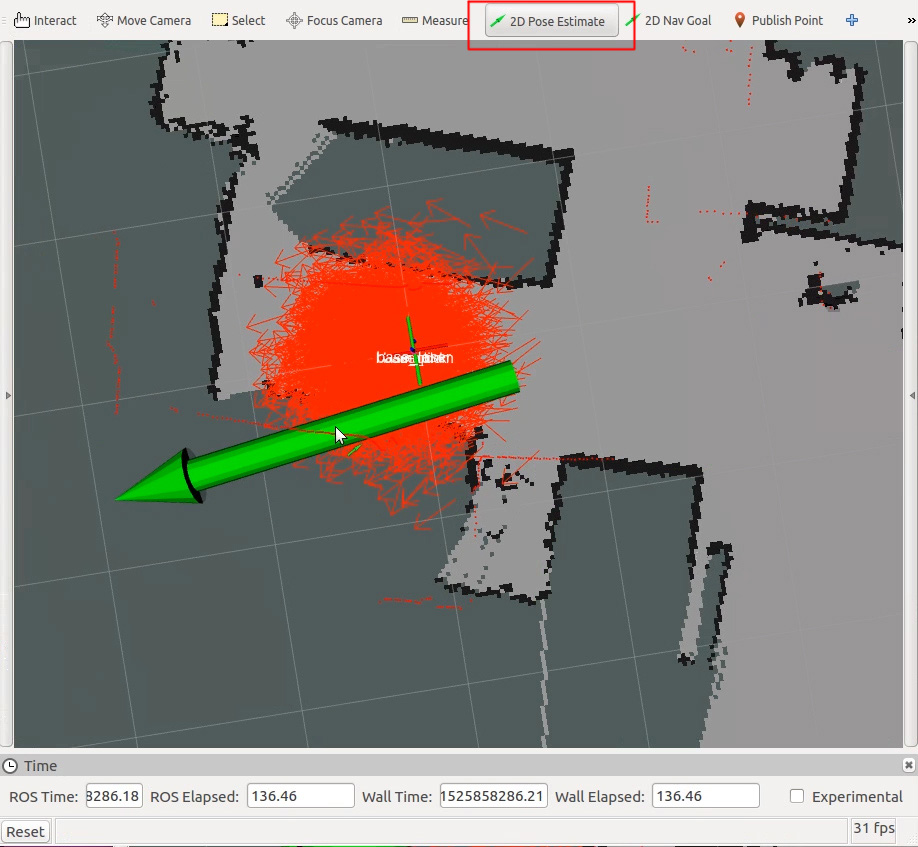 Interact Move Camera Select Focus Camera Measure 2D Pose Estimate 2D Nav Goal Publish Point »
Time
ROS Time: 8286.18 ROS Elapsed: 136.46 Wall Time: 1525858286.21 Wall Elapsed: 136.46 Experimental
Reset 31 fps